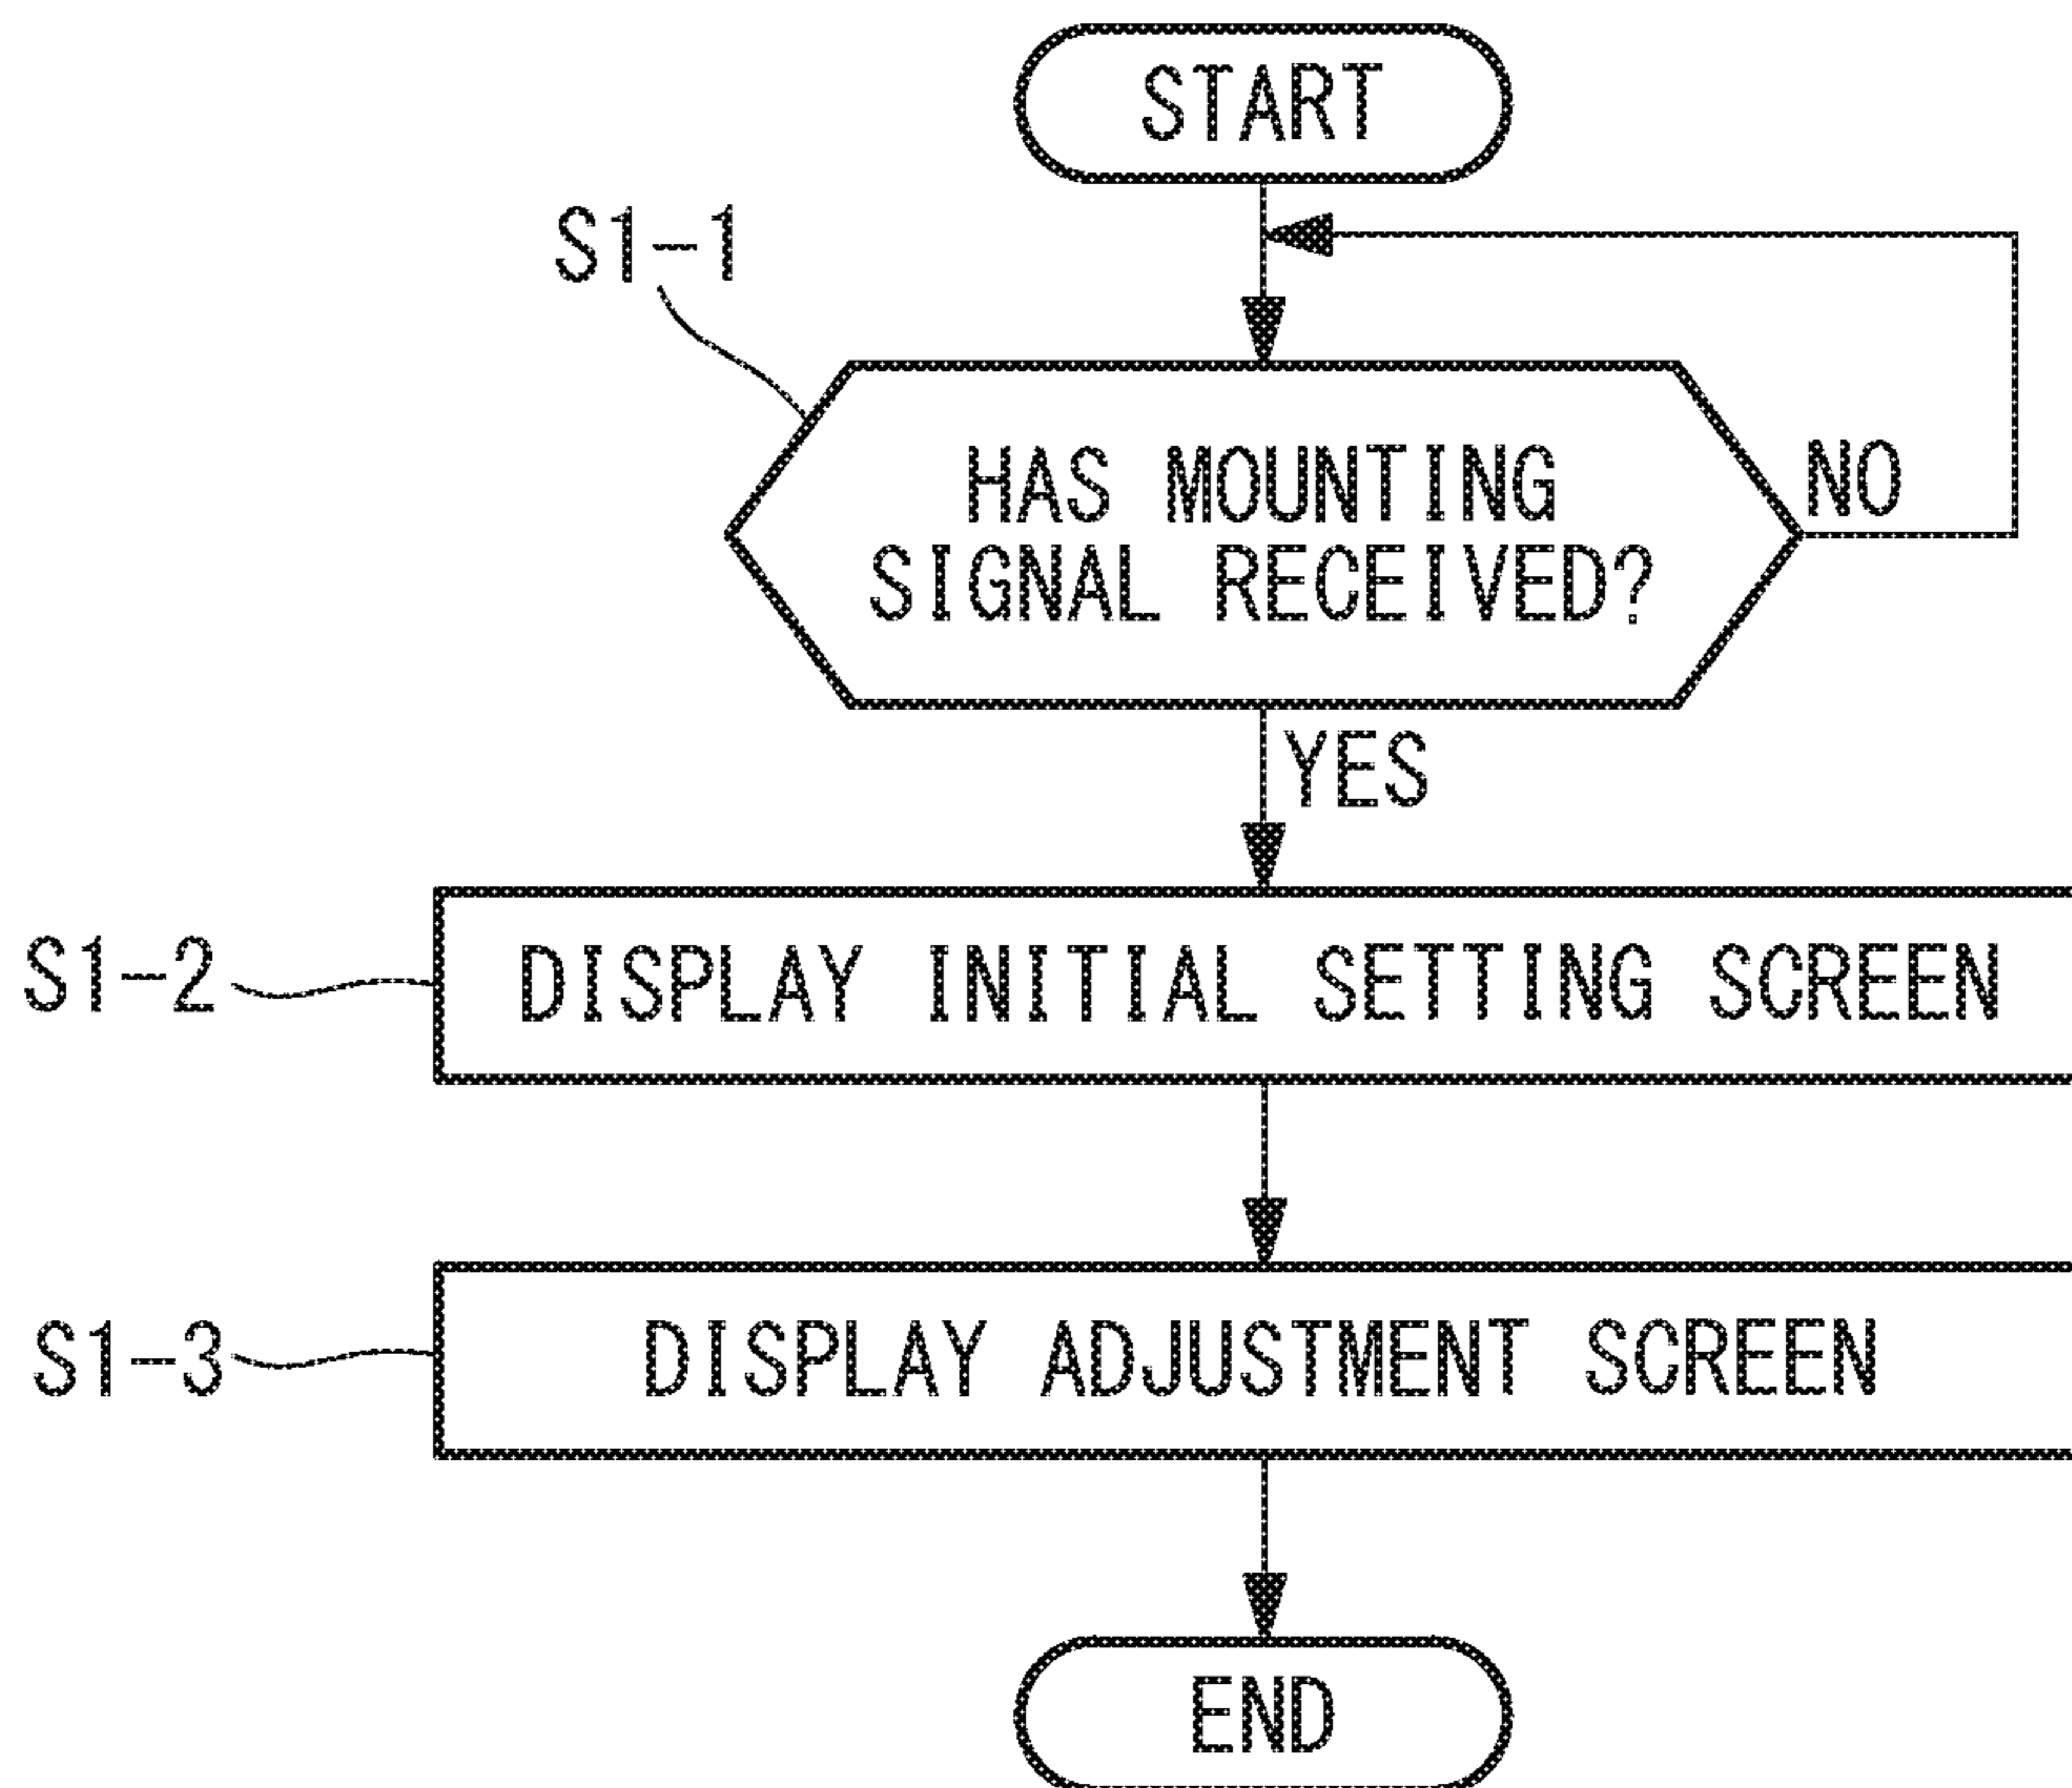 START
S1-1
HAS MOUNTING
SIGNAL RECEIVED?
NO
YES
S1-2
DISPLAY INITIAL SETTING SCREEN
S1-3
DISPLAY ADJUSTMENT SCREEN
END